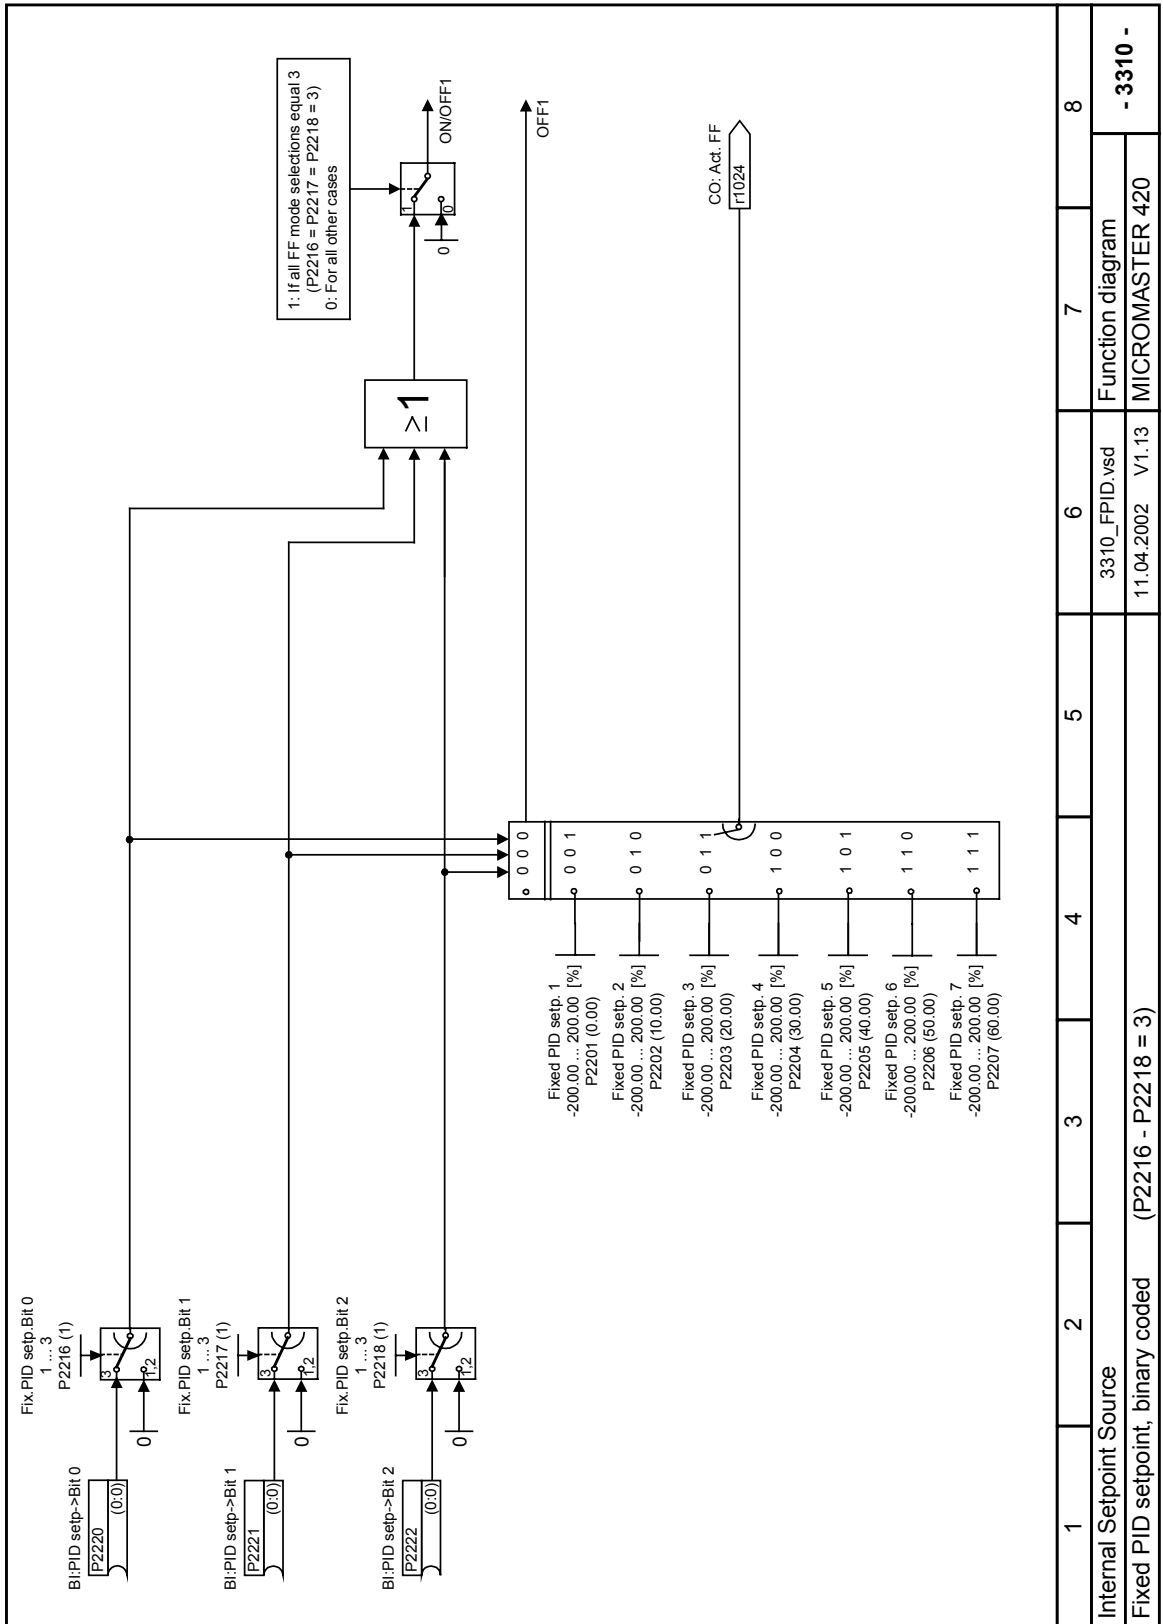 BI:PID setp->Bit 0
P2220
(0:0)
0
Fix.PID setp.Bit 0
1 ... 3
P2216 (1)
3
1,2
BI:PID setp->Bit 1
P2221
(0:0)
0
Fix.PID setp.Bit 1
1 ... 3
P2217 (1)
3
1,2
BI:PID setp->Bit 2
P2222
(0:0)
0
Fix.PID setp.Bit 2
1 ... 3
P2218 (1)
3
1,2
≥1
1: If all FF mode selections equal 3
(P2216 = P2217 = P2218 = 3)
0: For all other cases
1
0
0
ON/OFF1
0 0 0
OFF1
Fixed PID setp. 1
-200.00 ... 200.00 [%]
P2201 (0.00)
0 0 1
Fixed PID setp. 2
-200.00 ... 200.00 [%]
P2202 (10.00)
0 1 0
Fixed PID setp. 3
-200.00 ... 200.00 [%]
P2203 (20.00)
0 1 1
CO: Act. FF
r1024
Fixed PID setp. 4
-200.00 ... 200.00 [%]
P2204 (30.00)
1 0 0
Fixed PID setp. 5
-200.00 ... 200.00 [%]
P2205 (40.00)
1 0 1
Fixed PID setp. 6
-200.00 ... 200.00 [%]
P2206 (50.00)
1 1 0
Fixed PID setp. 7
-200.00 ... 200.00 [%]
P2207 (60.00)
1 1 1
1 2 3 4 5 6 7 8
Internal Setpoint Source
3310_FPID.vsd
Function diagram
- 3310 -
Fixed PID setpoint, binary coded (P2216 - P2218 = 3)
11.04.2002 V1.13
MICROMASTER 420